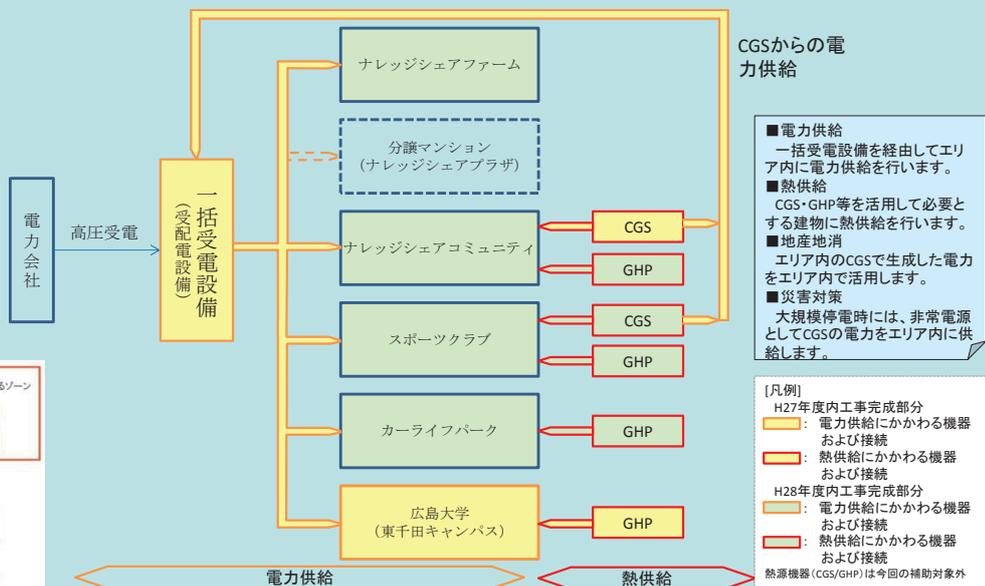 CGSからの電
力供給
ナレッジシェアファーム
分譲マンション
(ナレッジシェアプラザ)
電力会社
高圧受電
一括受電設備
(受配電設備)
ナレッジシェアコミュニティ
CGS
GHP
スポーツクラブ
CGS
GHP
カーライフパーク
GHP
広島大学
(東千田キャンパス)
GHP
電力供給
熱供給
■電力供給
一括受電設備を経由してエリ
ア内に電力供給を行います。
■熱供給
CGS・GHP等を活用して必要と
する建物に熱供給を行います。
■地産地消
エリア内のCGSで生成した電力
をエリア内で活用します。
■災害対策
大規模停電時には、非常電源
としてCGSの電力をエリア内に供
給します。
[凡例]
H27年度内工事完成部分
: 電力供給にかかわる機器
および接続
: 熱供給にかかわる機器
および接続
H28年度内工事完成部分
: 電力供給にかかわる機器
および接続
: 熱供給にかかわる機器
および接続
熱源機器(CGS/GHP)は今回の補助対象外
るゾーン